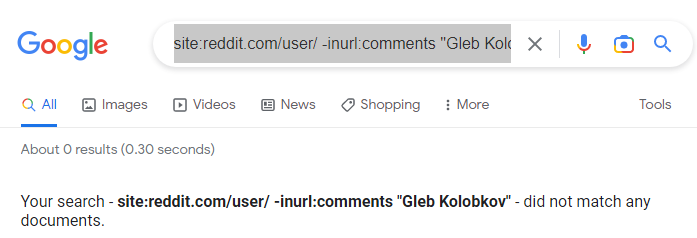 Google
site:reddit.com/user/ -inurl:comments "Gleb Kolo
All Images Videos News Shopping More Tools
About 0 results (0.30 seconds)
Your search - site:reddit.com/user/ -inurl:comments "Gleb Kolobkov" - did not match any
documents.